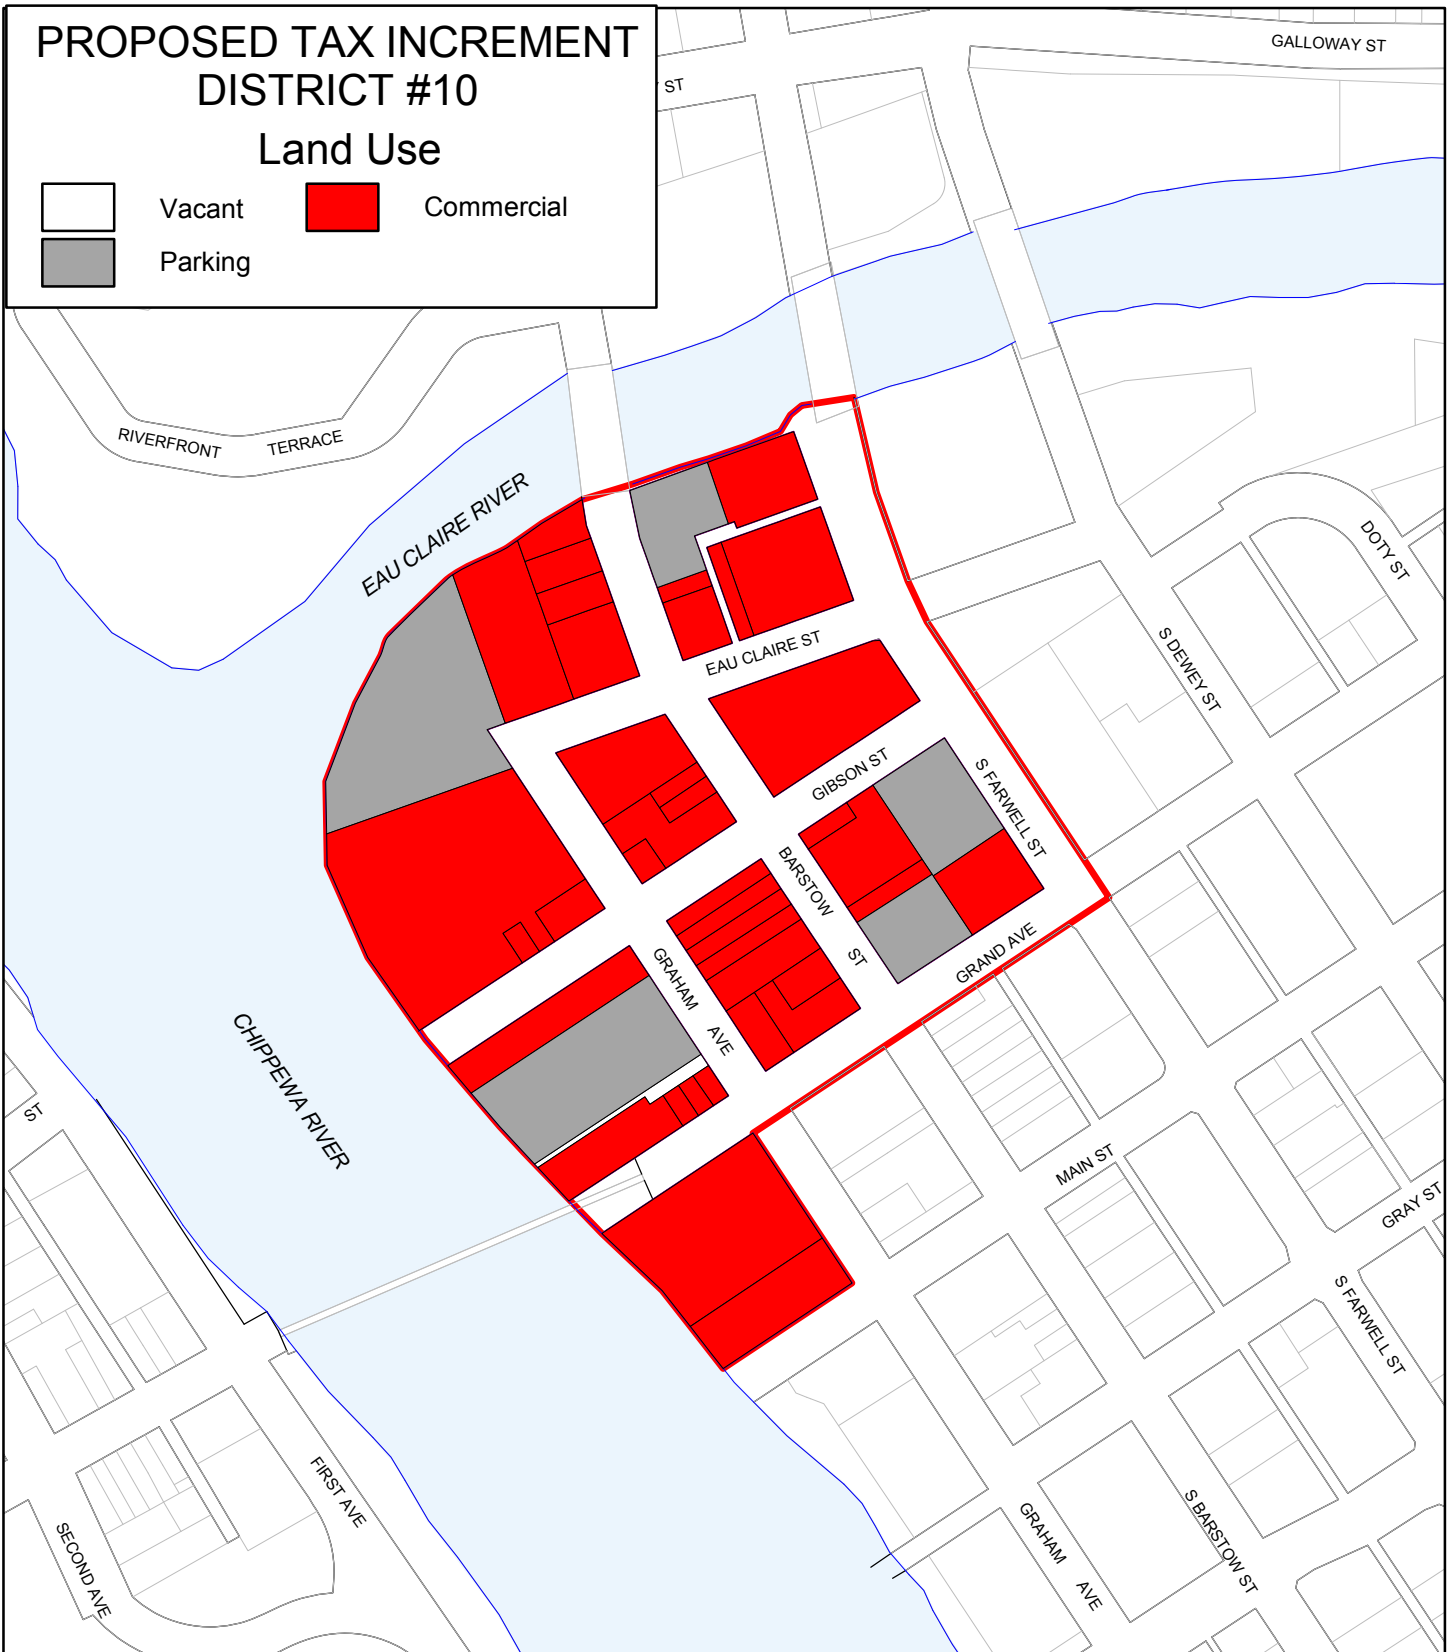 PROPOSED TAX INCREMENT
DISTRICT #10
Land Use
Vacant
Commercial
Parking
GALLOWAY ST
ST
RIVERFRONT TERRACE
EAU CLAIRE RIVER
DOTY ST
EAU CLAIRE ST
S DEWEY ST
GIBSON ST
S FARWELL ST
BARSTOW ST
GRAND AVE
GRAHAM AVE
CHIPPEWA RIVER
ST
MAIN ST
GRAY ST
S FARWELL ST
FIRST AVE
SECOND AVE
GRAHAM AVE
S BARSTOW ST